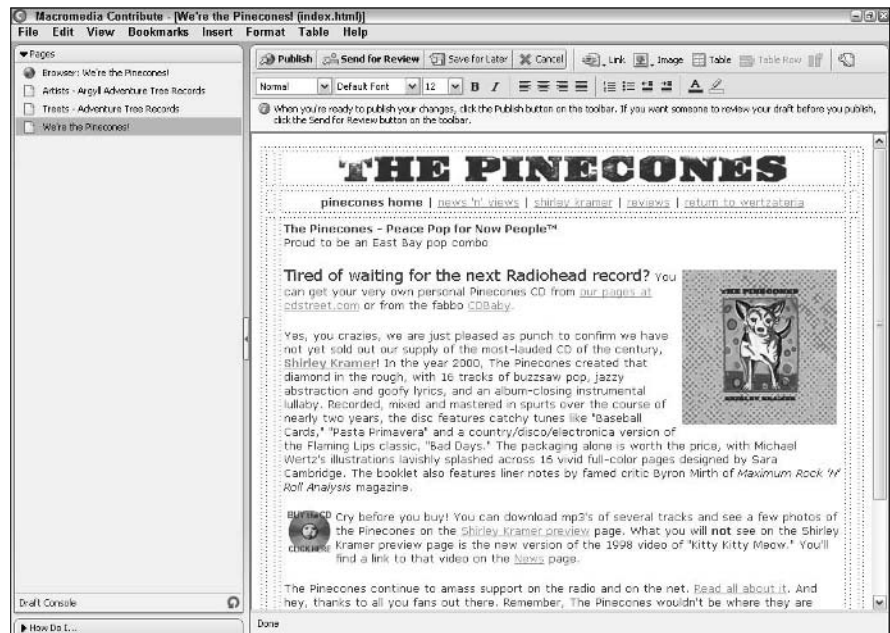 Macromedia Contribute - [We're the Pinecones! (index.html)]
File Edit View Bookmarks Insert Format Table Help
Pages
Browser: We're the Pinecones!
Artists - Argyll Adventure Tree Records
Treets - Adventure Tree Records
We're the Pinecones!
Draft Console
How Do I...
Publish Send for Review Save for Later Cancel Link Image Table Table Row
Normal Default Font 12 B I A
When you're ready to publish your changes, click the Publish button on the toolbar. If you want someone to review your draft before you publish,
click the Send for Review button on the toolbar.
THE PINECONES
pinecones home | news 'n' views | shirley kramer | reviews | return to wertzateria
The Pinecones - Peace Pop for Now People™
Proud to be an East Bay pop combo
Tired of waiting for the next Radiohead record? You
can get your very own personal Pinecones CD from our pages at
cdstreet.com or from the fabbo CDBaby.
THE PINECONES
SHIRLEY KRAMER
Yes, you crazies, we are just pleased as punch to confirm we have
not yet sold out our supply of the most-lauded CD of the century,
Shirley Kramer! In the year 2000, The Pinecones created that
diamond in the rough, with 16 tracks of buzzsaw pop, jazzy
abstraction and goofy lyrics, and an album-closing instrumental
lullaby. Recorded, mixed and mastered in spurts over the course of
nearly two years, the disc features catchy tunes like "Baseball
Cards," "Pasta Primavera" and a country/disco/electronica version of
the Flaming Lips classic, "Bad Days." The packaging alone is worth the price, with Michael
Wertz's illustrations lavishly splashed across 16 vivid full-color pages designed by Sara
Cambridge. The booklet also features liner notes by famed critic Byron Mirth of Maximum Rock 'n'
Roll Analysis magazine.
BUY the CD
CLICK HERE
Cry before you buy! You can download mp3's of several tracks and see a few photos of
the Pinecones on the Shirley Kramer preview page. What you will not see on the Shirley
Kramer preview page is the new version of the 1998 video of "Kitty Kitty Meow." You'll
find a link to that video on the News page.
The Pinecones continue to amass support on the radio and on the net. Read all about it. And
hey, thanks to all you fans out there. Remember, The Pinecones wouldn't be where they are
Done